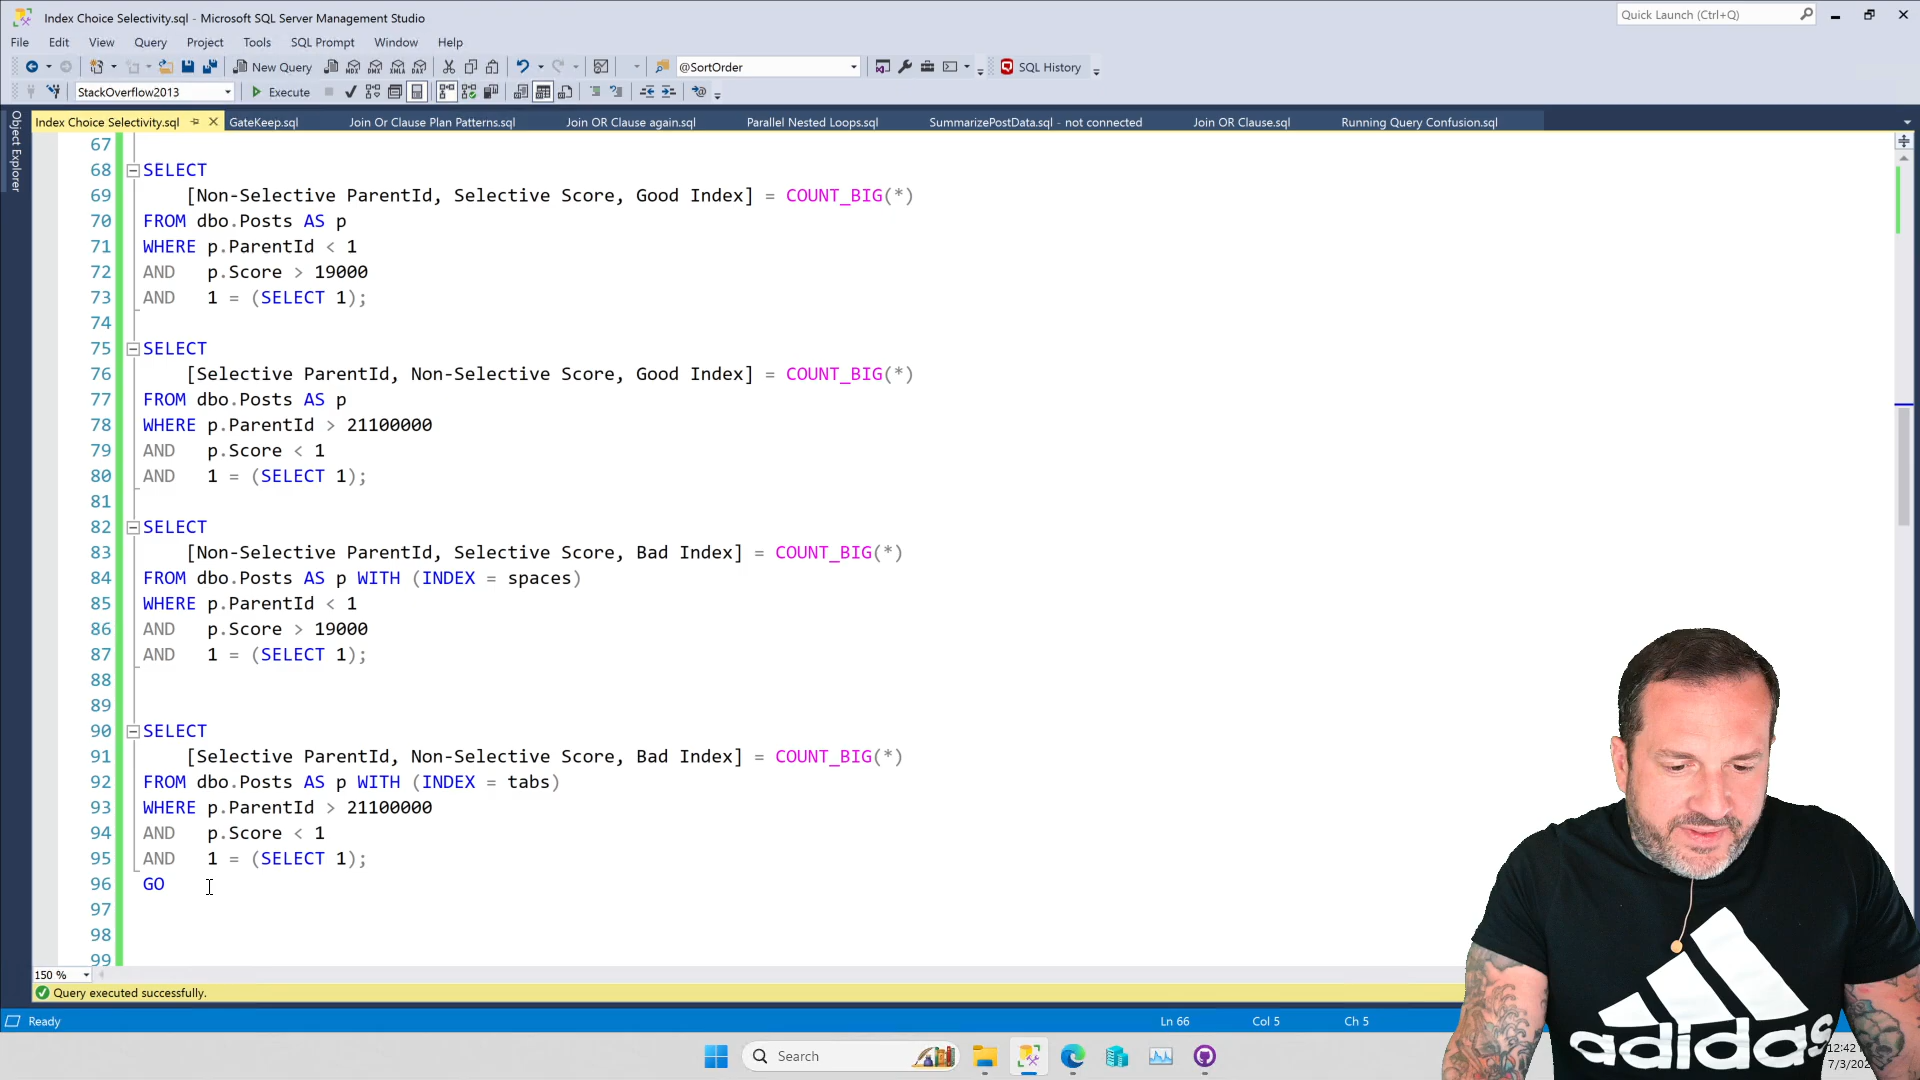 Index Choice Selectivity.sql - Microsoft SQL Server Management Studio
Quick Launch (Ctrl+Q)
File Edit View Query Project Tools SQL Prompt Window Help
New Query MDX DMX XMLA DAX @SortOrder SQL History
StackOverflow2013 Execute
Index Choice Selectivity.sql GateKeep.sql Join Or Clause Plan Patterns.sql Join OR Clause again.sql Parallel Nested Loops.sql SummarizePostData.sql - not connected Join OR Clause.sql Running Query Confusion.sql
Object Explorer
67
68 SELECT
69 [Non-Selective ParentId, Selective Score, Good Index] = COUNT_BIG(*)
70 FROM dbo.Posts AS p
71 WHERE p.ParentId < 1
72 AND p.Score > 19000
73 AND 1 = (SELECT 1);
74
75 SELECT
76 [Selective ParentId, Non-Selective Score, Good Index] = COUNT_BIG(*)
77 FROM dbo.Posts AS p
78 WHERE p.ParentId > 21100000
79 AND p.Score < 1
80 AND 1 = (SELECT 1);
81
82 SELECT
83 [Non-Selective ParentId, Selective Score, Bad Index] = COUNT_BIG(*)
84 FROM dbo.Posts AS p WITH (INDEX = spaces)
85 WHERE p.ParentId < 1
86 AND p.Score > 19000
87 AND 1 = (SELECT 1);
88
89
90 SELECT
91 [Selective ParentId, Non-Selective Score, Bad Index] = COUNT_BIG(*)
92 FROM dbo.Posts AS p WITH (INDEX = tabs)
93 WHERE p.ParentId > 21100000
94 AND p.Score < 1
95 AND 1 = (SELECT 1);
96 GO
97
98
99
150 %
Query executed successfully.
Ready Ln 66 Col 5 Ch 5
adidas
Search
12:42
7/3/20